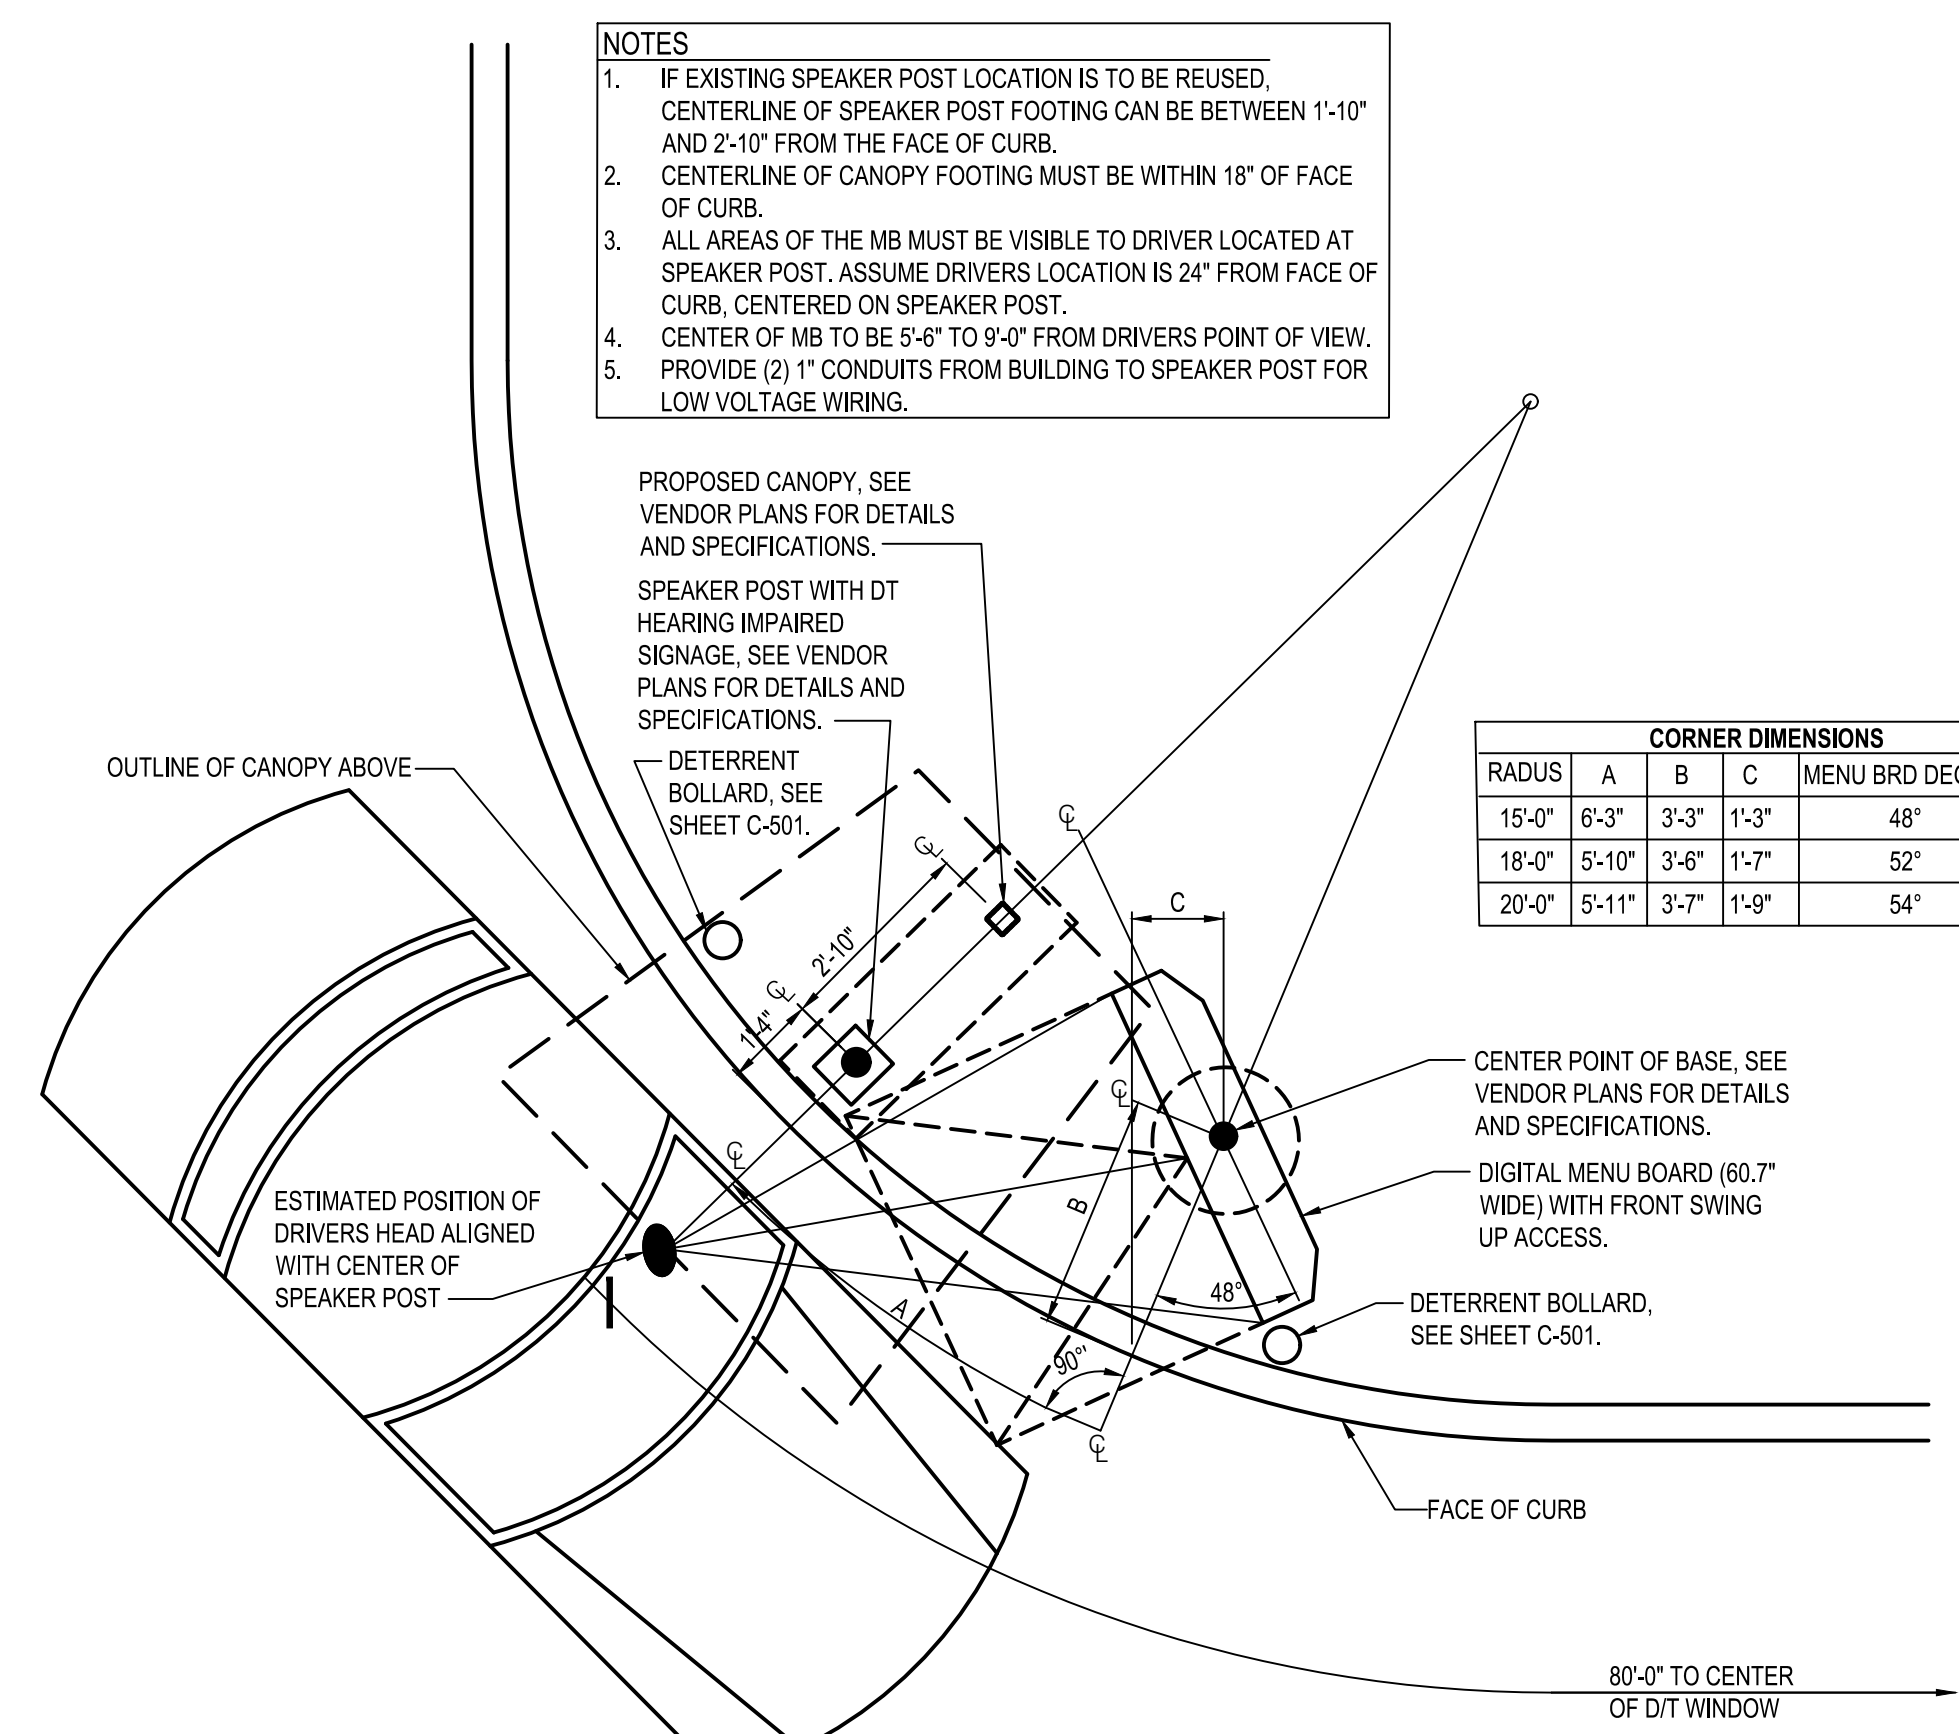 NOTES
1. IF EXISTING SPEAKER POST LOCATION IS TO BE REUSED,
CENTERLINE OF SPEAKER POST FOOTING CAN BE BETWEEN 1'-10"
AND 2'-10" FROM THE FACE OF CURB.
2. CENTERLINE OF CANOPY FOOTING MUST BE WITHIN 18" OF FACE
OF CURB.
3. ALL AREAS OF THE MB MUST BE VISIBLE TO DRIVER LOCATED AT
SPEAKER POST. ASSUME DRIVERS LOCATION IS 24" FROM FACE OF
CURB, CENTERED ON SPEAKER POST.
4. CENTER OF MB TO BE 5'-6" TO 9'-0" FROM DRIVERS POINT OF VIEW.
5. PROVIDE (2) 1" CONDUITS FROM BUILDING TO SPEAKER POST FOR
LOW VOLTAGE WIRING.
PROPOSED CANOPY, SEE
VENDOR PLANS FOR DETAILS
AND SPECIFICATIONS.
SPEAKER POST WITH DT
HEARING IMPAIRED
SIGNAGE, SEE VENDOR
PLANS FOR DETAILS AND
SPECIFICATIONS.
DETERRENT
BOLLARD, SEE
SHEET C-501.
OUTLINE OF CANOPY ABOVE
CORNER DIMENSIONS
RADUS A B C MENU BRD
15'-0" 6'-3" 3'-3" 1'-3" 48°
18'-0" 5'-10" 3'-6" 1'-7" 52°
20'-0" 5'-11" 3'-7" 1'-9" 54°
℄
℄
C
2'-10"
℄
1'-4"
℄
℄
CENTER POINT OF BASE, SEE
VENDOR PLANS FOR DETAILS
AND SPECIFICATIONS.
DIGITAL MENU BOARD (60.7"
WIDE) WITH FRONT SWING
UP ACCESS.
ESTIMATED POSITION OF
DRIVERS HEAD ALIGNED
WITH CENTER OF
SPEAKER POST
B
A
48°
90°
℄
DETERRENT BOLLARD,
SEE SHEET C-501.
FACE OF CURB
80'-0" TO CENTER
OF D/T WINDOW